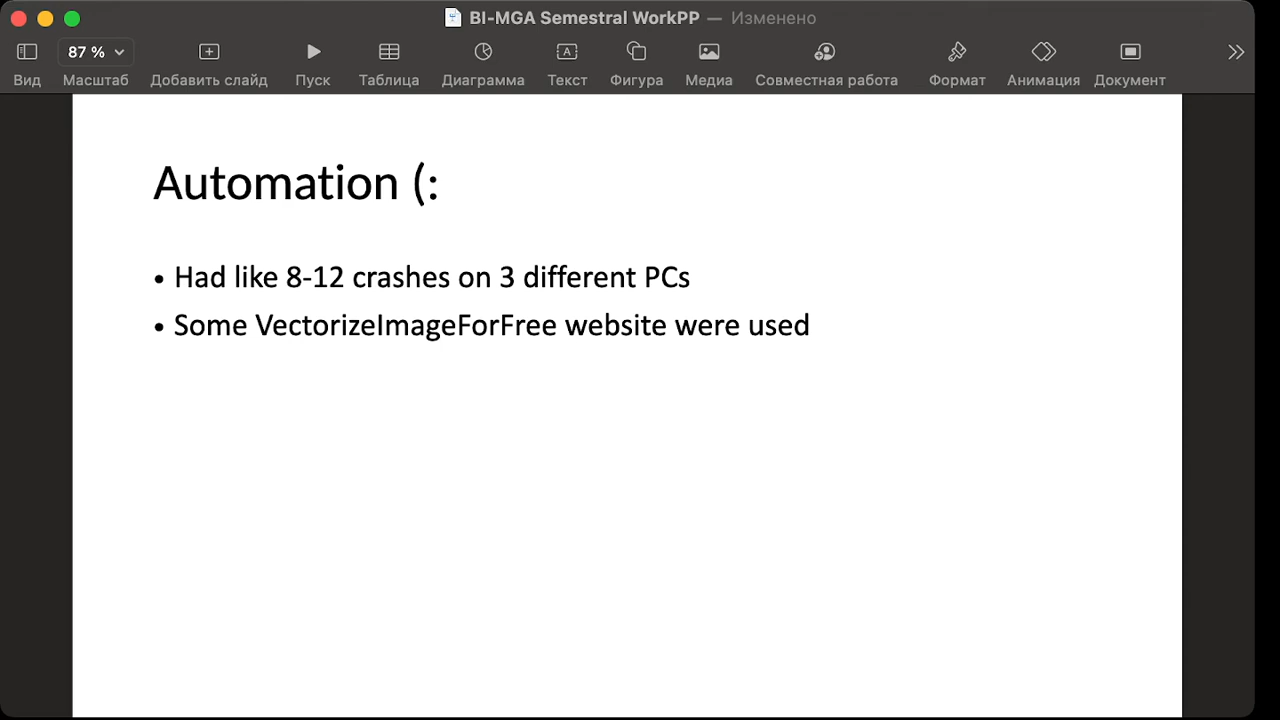 BI-MGA Semestral WorkPP — Изменено
87 %
Вид Масштаб Добавить слайд Пуск Таблица Диаграмма Текст Фигура Медиа Совместная работа Формат Анимация Документ
Automation (:
• Had like 8-12 crashes on 3 different PCs
• Some VectorizeImageForFree website were used